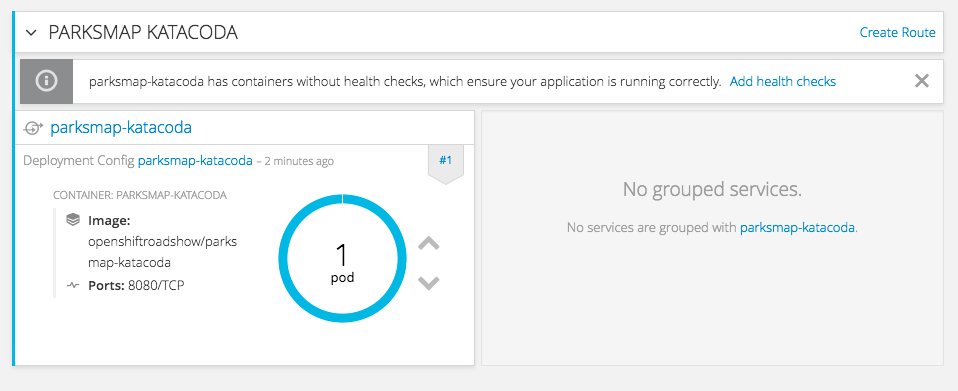 PARKSMAP KATACODA
Create Route
parksmap-katacoda has containers without health checks, which ensure your application is running correctly. Add health checks
parksmap-katacoda
Deployment Config parksmap-katacoda – 2 minutes ago
#1
CONTAINER: PARKSMAP-KATACODA
Image:
openshiftroadshow/parks
map-katacoda
Ports: 8080/TCP
1
pod
No grouped services.
No services are grouped with parksmap-katacoda.